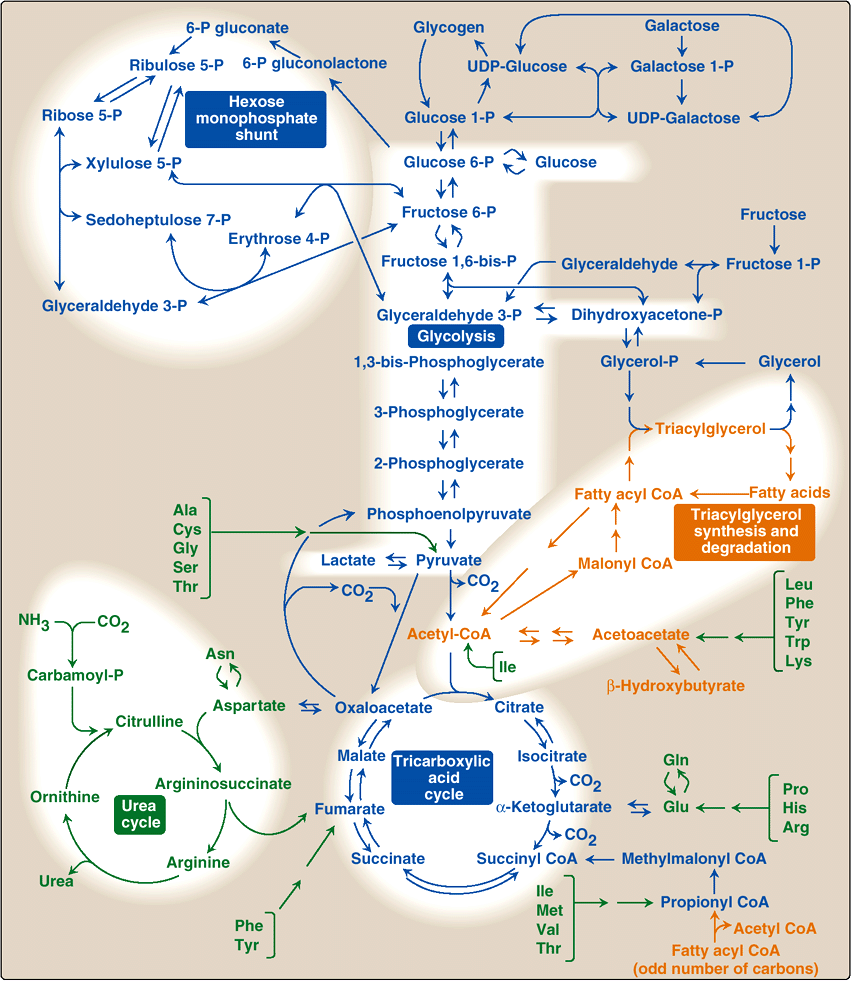 6-P gluconate
Ribulose 5-P
6-P gluconolactone
Ribose 5-P
Hexose
monophosphate
shunt
Xylulose 5-P
Sedoheptulose 7-P
Erythrose 4-P
Glyceraldehyde 3-P
Glycogen
UDP-Glucose
Galactose
Galactose 1-P
UDP-Galactose
Glucose 1-P
Glucose 6-P
Glucose
Fructose 6-P
Fructose 1,6-bis-P
Fructose
Glyceraldehyde
Fructose 1-P
Glyceraldehyde 3-P
Dihydroxyacetone-P
Glycolysis
1,3-bis-Phosphoglycerate
Glycerol-P
Glycerol
3-Phosphoglycerate
Triacylglycerol
2-Phosphoglycerate
Fatty acyl CoA
Fatty acids
Phosphoenolpyruvate
Triacylglycerol
synthesis and
degradation
Malonyl CoA
Ala
Cys
Gly
Ser
Thr
Lactate
Pyruvate
CO2
CO2
Acetyl-CoA
Acetoacetate
Leu
Phe
Tyr
Trp
Lys
Ile
β-Hydroxybutyrate
NH3
CO2
Carbamoyl-P
Asn
Aspartate
Citrulline
Argininosuccinate
Ornithine
Urea
cycle
Arginine
Urea
Oxaloacetate
Citrate
Malate
Tricarboxylic
acid
cycle
Isocitrate
CO2
Fumarate
α-Ketoglutarate
CO2
Succinate
Succinyl CoA
Gln
Glu
Pro
His
Arg
Methylmalonyl CoA
Propionyl CoA
Ile
Met
Val
Thr
Phe
Tyr
Acetyl CoA
Fatty acyl CoA
(odd number of carbons)